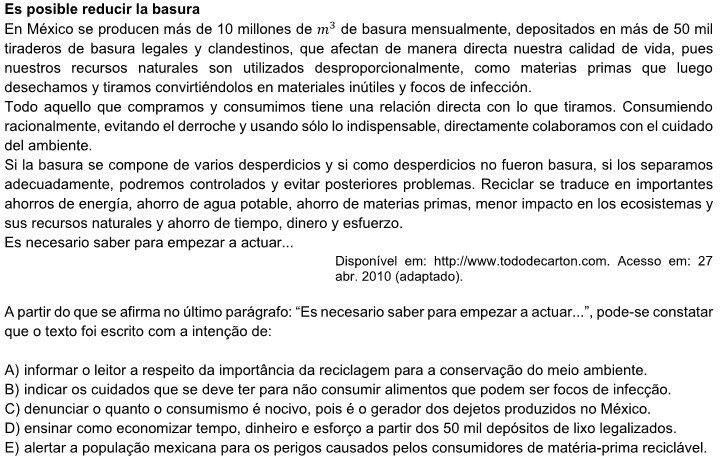 Es posible reducir la basura
En México se producen más de 10 millones de m³ de basura mensualmente, depositados en más de 50 mil
tiraderos de basura legales y clandestinos, que afectan de manera directa nuestra calidad de vida, pues
nuestros recursos naturales son utilizados desproporcionalmente, como materias primas que luego
desechamos y tiramos convirtiéndolos en materiales inútiles y focos de infección.
Todo aquello que compramos y consumimos tiene una relación directa con lo que tiramos. Consumiendo
racionalmente, evitando el derroche y usando sólo lo indispensable, directamente colaboramos con el cuidado
del ambiente.
Si la basura se compone de varios desperdicios y si como desperdicios no fueron basura, si los separamos
adecuadamente, podremos controlados y evitar posteriores problemas. Reciclar se traduce en importantes
ahorros de energía, ahorro de agua potable, ahorro de materias primas, menor impacto en los ecosistemas y
sus recursos naturales y ahorro de tiempo, dinero y esfuerzo.
Es necesario saber para empezar a actuar...
Disponível em: http://www.tododecarton.com. Acesso em: 27
abr. 2010 (adaptado).
A partir do que se afirma no último parágrafo: “Es necesario saber para empezar a actuar...”, pode-se constatar
que o texto foi escrito com a intenção de:
A) informar o leitor a respeito da importância da reciclagem para a conservação do meio ambiente.
B) indicar os cuidados que se deve ter para não consumir alimentos que podem ser focos de infecção.
C) denunciar o quanto o consumismo é nocivo, pois é o gerador dos dejetos produzidos no México.
D) ensinar como economizar tempo, dinheiro e esforço a partir dos 50 mil depósitos de lixo legalizados.
E) alertar a população mexicana para os perigos causados pelos consumidores de matéria-prima reciclável.